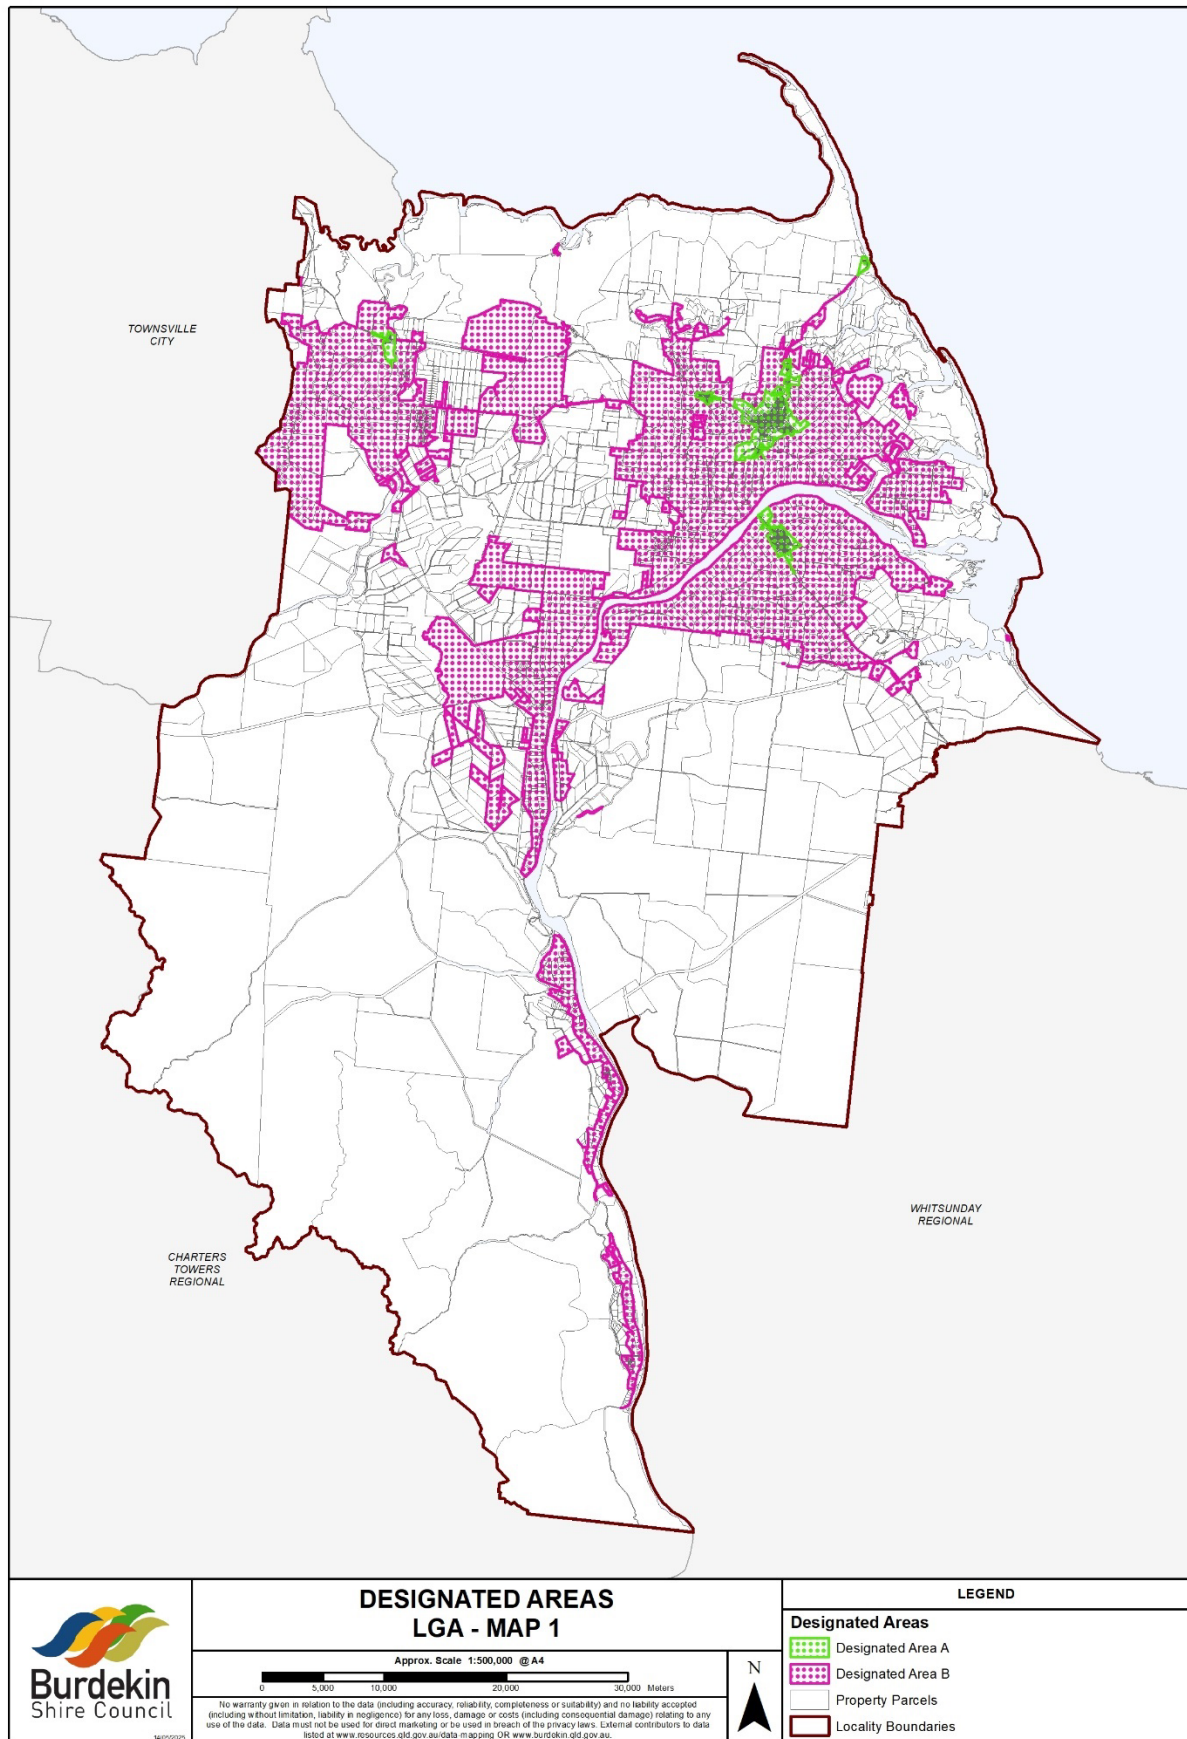 TOWNSVILLE
CITY
WHITSUNDAY
REGIONAL
CHARTERS
TOWERS
REGIONAL
Burdekin
Shire Council
14/05/2025
DESIGNATED AREAS
LGA - MAP 1
Approx. Scale 1:500,000 @ A4
0 5,000 10,000 20,000 30,000 Meters
No warranty given in relation to the data (including accuracy, reliability, completeness or suitability) and no liability accepted
(including without limitation, liability in negligence) for any loss, damage or costs (including consequential damage) relating to any
use of the data. Data must not be used for direct marketing or be used in breach of the privacy laws. External contributors to data
listed at www.resources.qld.gov.au/data-mapping OR www.burdekin.qld.gov.au.
N
LEGEND
Designated Areas
Designated Area A
Designated Area B
Property Parcels
Locality Boundaries